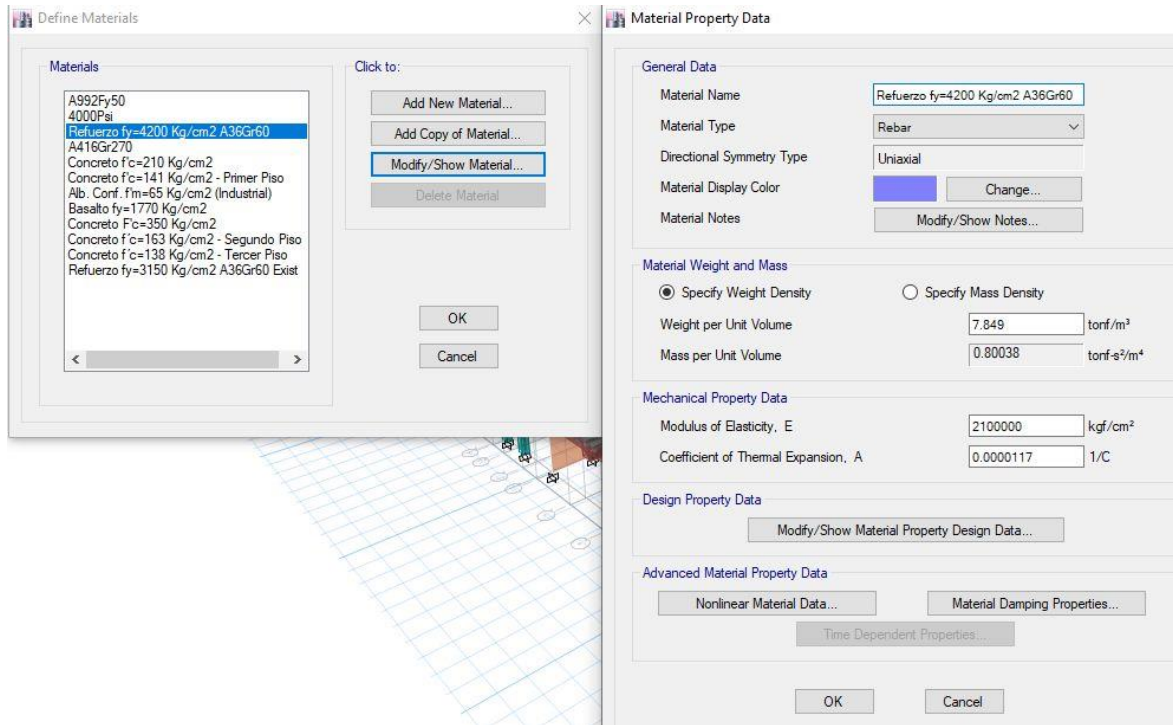 Define Materials
Materials
A992Fy50
4000Psi
Refuerzo fy=4200 Kg/cm2 A36Gr60
A416Gr270
Concreto f'c=210 Kg/cm2
Concreto f'c=141 Kg/cm2 - Primer Piso
Alb. Conf. f'm=65 Kg/cm2 (Industrial)
Basalto fy=1770 Kg/cm2
Concreto F'c=350 Kg/cm2
Concreto f´c=163 Kg/cm2 - Segundo Piso
Concreto f´c=138 Kg/cm2 - Tercer Piso
Refuerzo fy=3150 Kg/cm2 A36Gr60 Exist
Click to:
Add New Material...
Add Copy of Material...
Modify/Show Material...
Delete Material
OK
Cancel
Material Property Data
General Data
Material Name Refuerzo fy=4200 Kg/cm2 A36Gr60
Material Type Rebar
Directional Symmetry Type Uniaxial
Material Display Color Change...
Material Notes Modify/Show Notes...
Material Weight and Mass
Specify Weight Density Specify Mass Density
Weight per Unit Volume 7.849 tonf/m³
Mass per Unit Volume 0.80038 tonf-s²/m⁴
Mechanical Property Data
Modulus of Elasticity, E 2100000 kgf/cm²
Coefficient of Thermal Expansion, A 0.0000117 1/C
Design Property Data
Modify/Show Material Property Design Data...
Advanced Material Property Data
Nonlinear Material Data... Material Damping Properties...
Time Dependent Properties...
OK Cancel